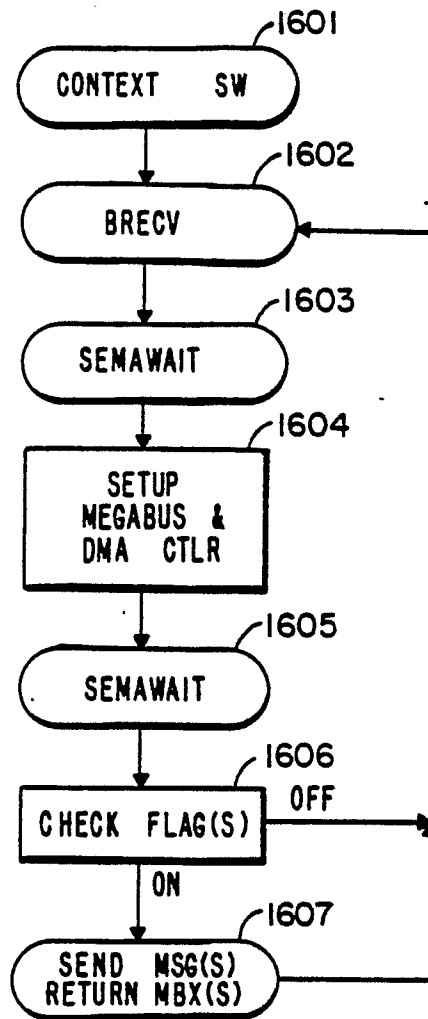 1601
CONTEXT SW
1602
BRECV
1603
SEMAWAIT
1604
SETUP
MEGABUS &
DMA CTLR
1605
SEMAWAIT
1606
CHECK FLAG(S)
OFF
ON
1607
SEND MSG(S)
RETURN MBX(S)